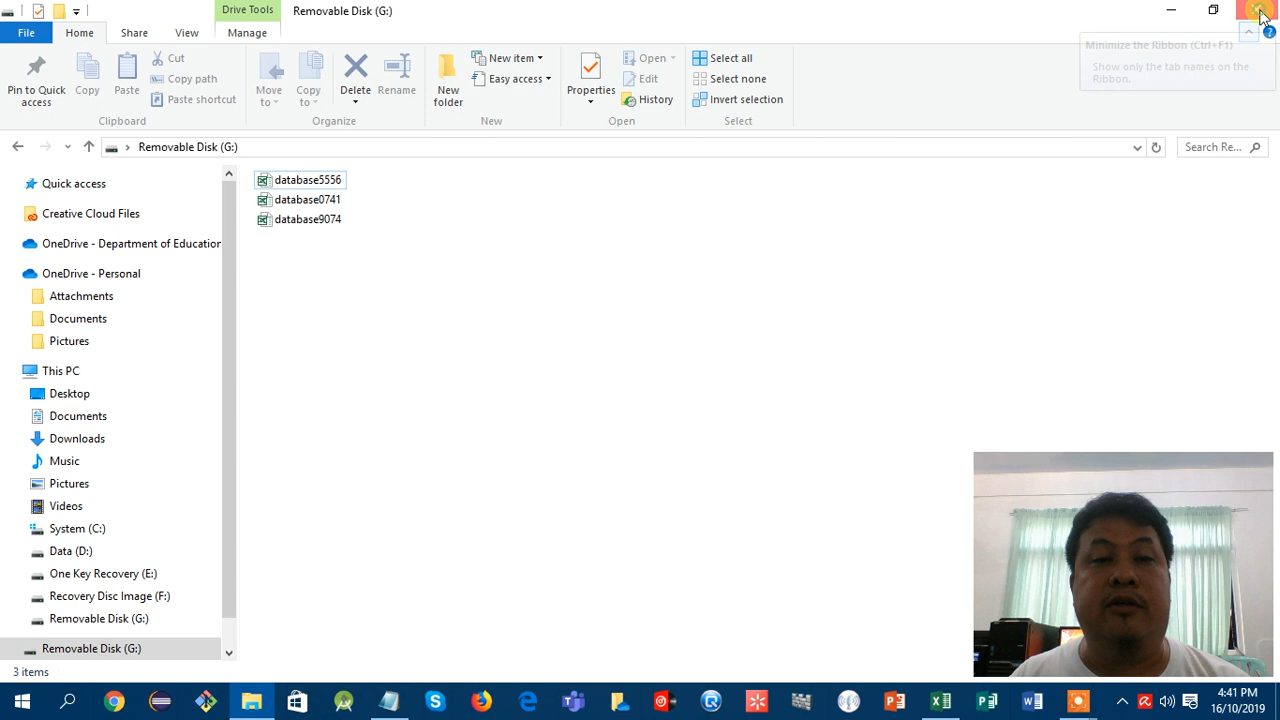 Drive Tools Removable Disk (G:)
File Home Share View Manage
Minimize the Ribbon (Ctrl+F1)
Show only the tab names on the
Ribbon.
Pin to Quick
access
Copy
Paste
Cut
Copy path
Paste shortcut
Clipboard
Move
to
Copy
to
Delete
Rename
Organize
New
folder
New item
Easy access
New
Properties
Open
Edit
History
Open
Select all
Select none
Invert selection
Select
Removable Disk (G:)
Search Re...
Quick access
Creative Cloud Files
OneDrive - Department of Education
OneDrive - Personal
Attachments
Documents
Pictures
This PC
Desktop
Documents
Downloads
Music
Pictures
Videos
System (C:)
Data (D:)
One Key Recovery (E:)
Recovery Disc Image (F:)
Removable Disk (G:)
Removable Disk (G:)
database5556
database0741
database9074
3 items
4:41 PM
16/10/2019